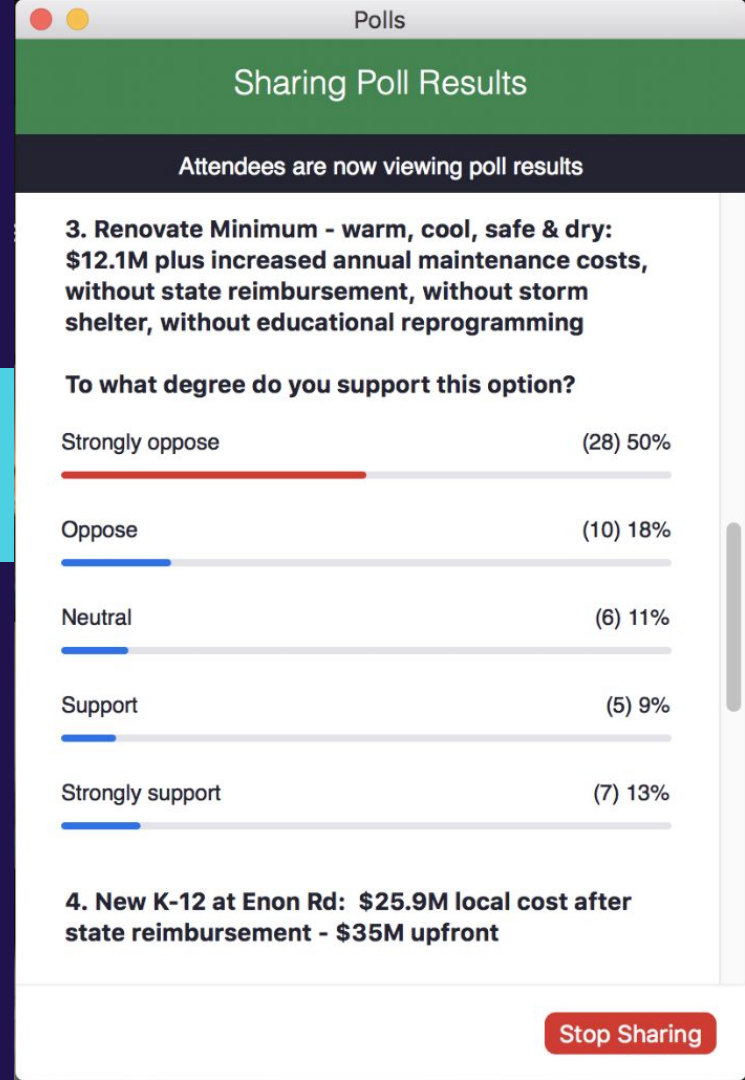 Polls
Sharing Poll Results
Attendees are now viewing poll results
3. Renovate Minimum - warm, cool, safe & dry:
$12.1M plus increased annual maintenance costs,
without state reimbursement, without storm
shelter, without educational reprogramming
To what degree do you support this option?
Strongly oppose (28) 50%
Oppose (10) 18%
Neutral (6) 11%
Support (5) 9%
Strongly support (7) 13%
4. New K-12 at Enon Rd: $25.9M local cost after
state reimbursement - $35M upfront
Stop Sharing